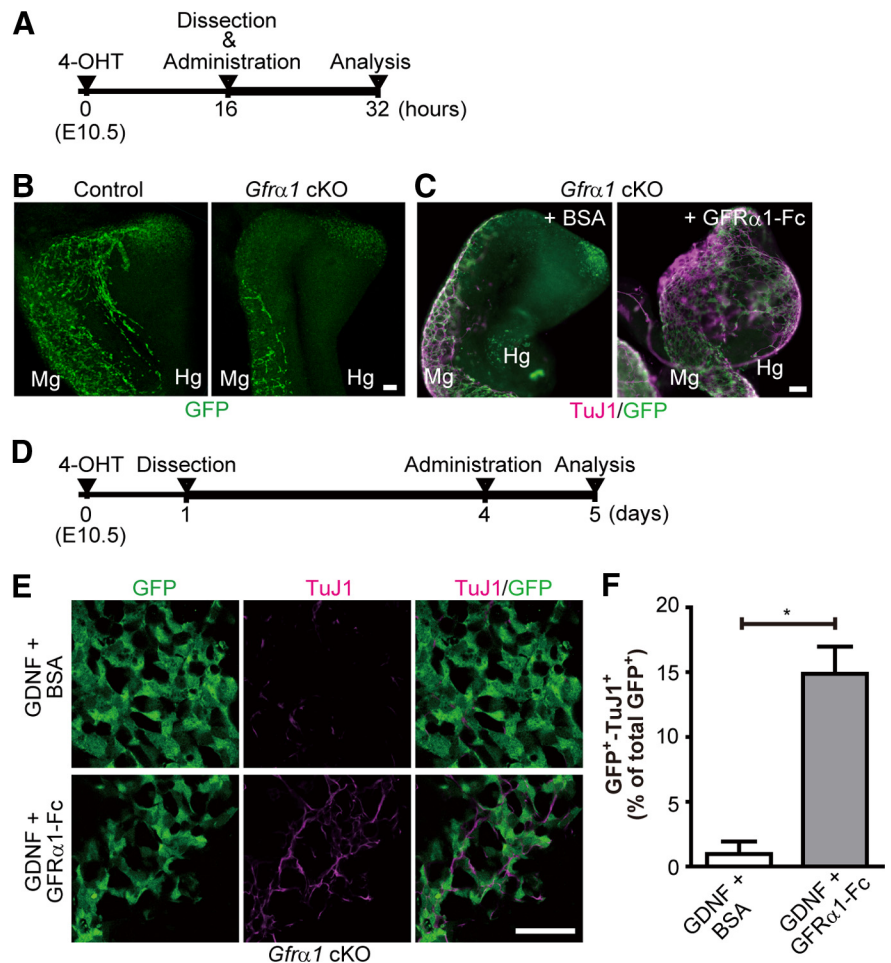 A
Dissection
&
4-OHT Administration Analysis
0 16 32 (hours)
(E10.5)
B
Control Gfrα1 cKO
Mg Hg Mg Hg
GFP
C
Gfrα1 cKO
+ BSA + GFRα1-Fc
Mg Hg Mg Hg
TuJ1/GFP
D
4-OHT Dissection Administration Analysis
0 1 4 5 (days)
(E10.5)
E
GFP TuJ1 TuJ1/GFP
GDNF +
BSA
GDNF +
GFRα1-Fc
Gfrα1 cKO
F
GFP+-TuJ1+
(% of total GFP+)
20
15
10
5
0
*
GDNF +
BSA
GDNF +
GFRα1-Fc